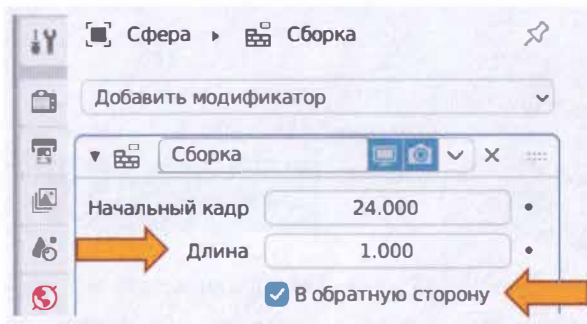 Сфера ▸ Сборка
Добавить модификатор
Сборка
Начальный кадр 24.000
Длина 1.000
В обратную сторону